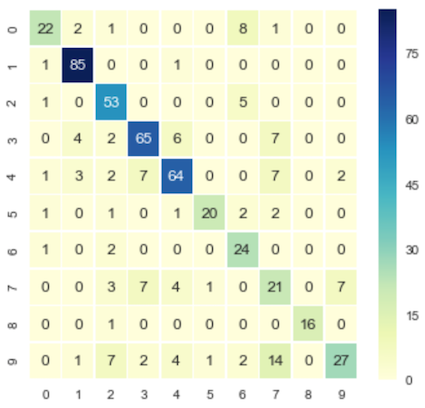 0 22 2 1 0 0 0 8 1 0 0
1 1 85 0 0 1 0 0 0 0 0
2 1 0 53 0 0 0 5 0 0 0
3 0 4 2 65 6 0 0 7 0 0
4 1 3 2 7 64 0 0 7 0 2
5 1 0 1 0 1 20 2 2 0 0
6 1 0 2 0 0 0 24 0 0 0
7 0 0 3 7 4 1 0 21 0 7
8 0 0 1 0 0 0 0 0 16 0
9 0 1 7 2 4 1 2 14 0 27
0 1 2 3 4 5 6 7 8 9
75
60
45
30
15
0